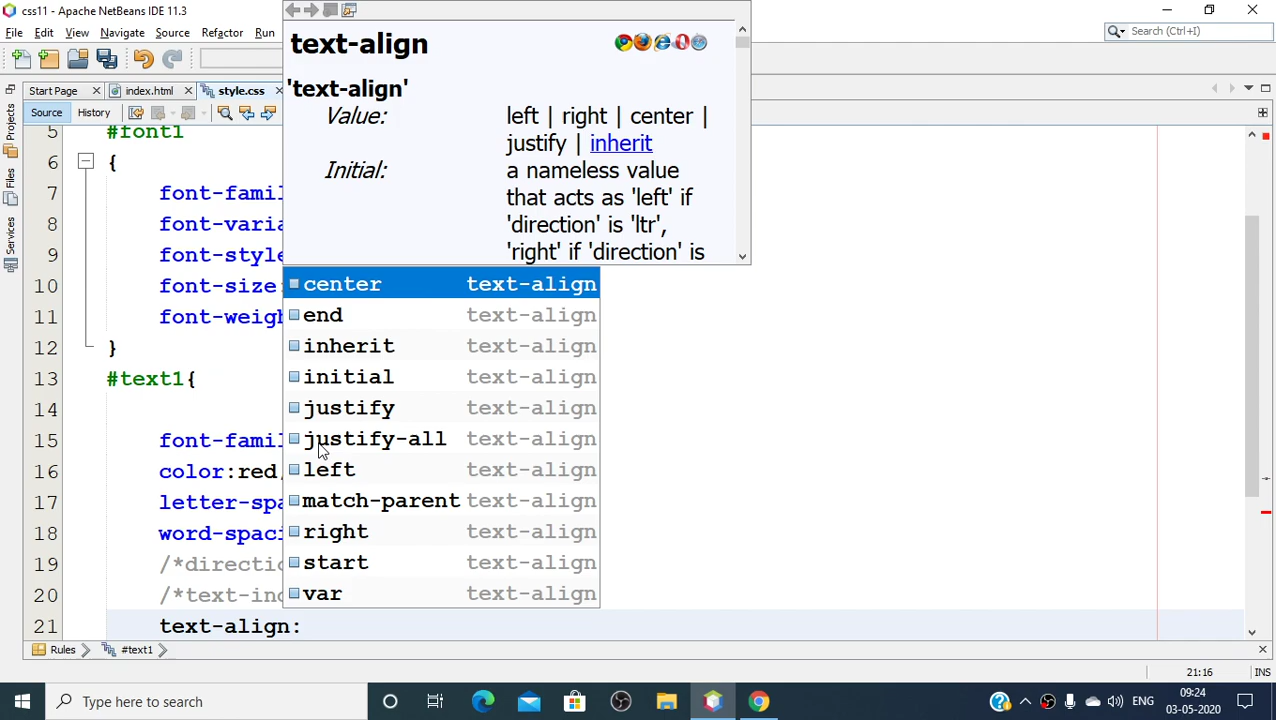 css11 - Apache NetBeans IDE 11.3
File Edit View Navigate Source Refactor Run
Search (Ctrl+I)
Start Page index.html style.css
Source History
Projects
Files
Services
text-align
'text-align'
Value: left | right | center |
justify | inherit
Initial: a nameless value
that acts as 'left' if
'direction' is 'ltr',
'right' if 'direction' is
5 #font1
6 {
7 font-famil
8 font-varia
9 font-style
10 font-size:
11 font-weigh
12 }
13 #text1{
14
15 font-famil
16 color:red;
17 letter-spa
18 word-spaci
19 /*directio
20 /*text-ind
21 text-align:
center text-align
end text-align
inherit text-align
initial text-align
justify text-align
justify-all text-align
left text-align
match-parent text-align
right text-align
start text-align
var text-align
Rules #text1
21:16 INS
Type here to search
ENG
09:24
03-05-2020